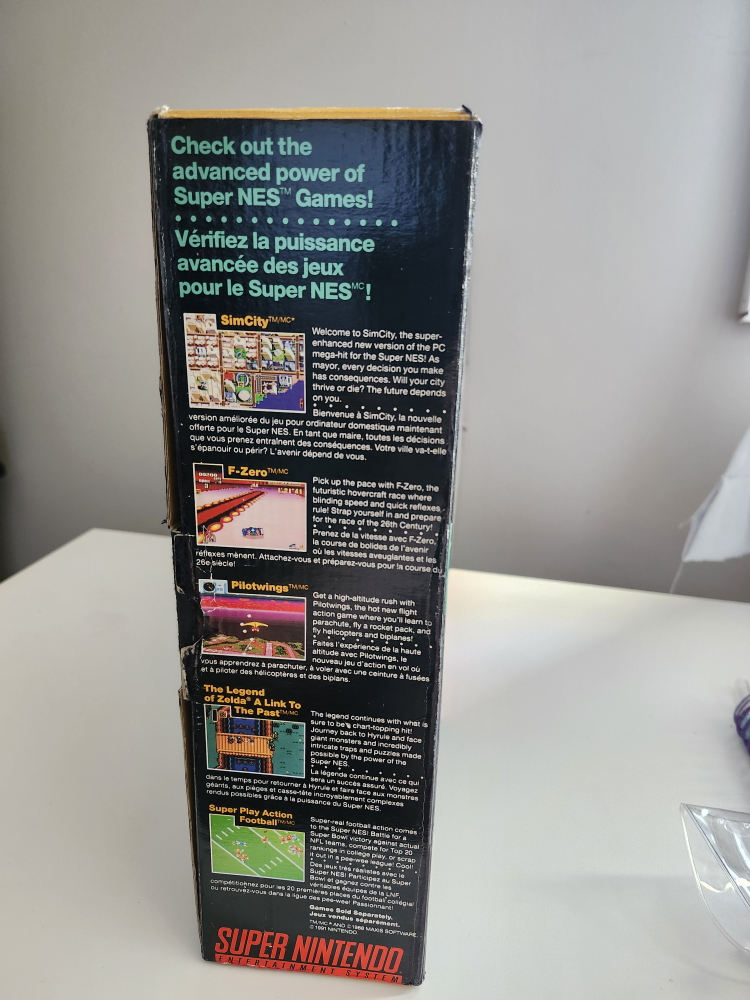 Check out the
advanced power of
Super NES™ Games!
Vérifiez la puissance
avancée des jeux
pour le Super NES MC!
SimCity TM/MC*
Welcome to SimCity, the super-
enhanced new version of the PC
mega-hit for the Super NES! As
mayor, every decision you make
has consequences. Will your city
thrive or die? The future depends
on you.
Bienvenue à SimCity, la nouvelle
version améliorée du jeu pour ordinateur domestique maintenant
offerte pour le Super NES. En tant que maire, toutes les décisions
que vous prenez entraînent des conséquences. Votre ville va-t-elle
s'épanouir ou périr? L'avenir dépend de vous.
F-Zero TM/MC
Pick up the pace with F-Zero, the
futuristic hovercraft race where
blinding speed and quick reflexes
rule! Strap yourself in and prepare
for the race of the 26th Century!
Prenez de la vitesse avec F-Zero,
la course de bolides de l'avenir
où les vitesses aveuglantes et les
réflexes mènent. Attachez-vous et préparez-vous pour la course du
26e siècle!
Pilotwings TM/MC
Get a high-altitude rush with
Pilotwings, the hot new flight
action game where you'll learn to
parachute, fly a rocket pack, and
fly helicopters and biplanes!
Faites l'expérience de la haute
altitude avec Pilotwings, le
nouveau jeu d'action en vol où
vous apprendrez à parachuter, à voler avec une ceinture à fusées
et à piloter des hélicoptères et des biplans.
The Legend
of Zelda® A Link To
The Past TM/MC
The legend continues with what is
sure to be a chart-topping hit!
Journey back to Hyrule and face
giant monsters and incredibly
intricate traps and puzzles made
possible by the power of the
Super NES.
La légende continue avec ce qui
sera un succès assuré. Voyagez
dans le temps pour retourner à Hyrule et faire face aux monstres
géants, aux pièges et casse-tête incroyablement complexes
rendus possibles grâce à la puissance du Super NES.
Super Play Action
Football TM/MC
Super-real football action comes
to the Super NES! Battle for a
Super Bowl victory against actual
NFL teams, compete for Top 20
rankings in college play, or scrap
it out in a pee-wee league! Cool!
Des jeux très réalistes avec le
Super NES! Participez au Super
Bowl et gagnez contre les
véritables équipes de la LNF,
compétitionnez pour les 20 premières places du football collégial
ou retrouvez-vous dans la ligue des pee-wee! Passionnant!
Games Sold Separately.
Jeux vendus séparément.
TM/MC* AND © 1988 MAXIS SOFTWARE.
© 1991 NINTENDO.
SUPER NINTENDO
ENTERTAINMENT SYSTEM